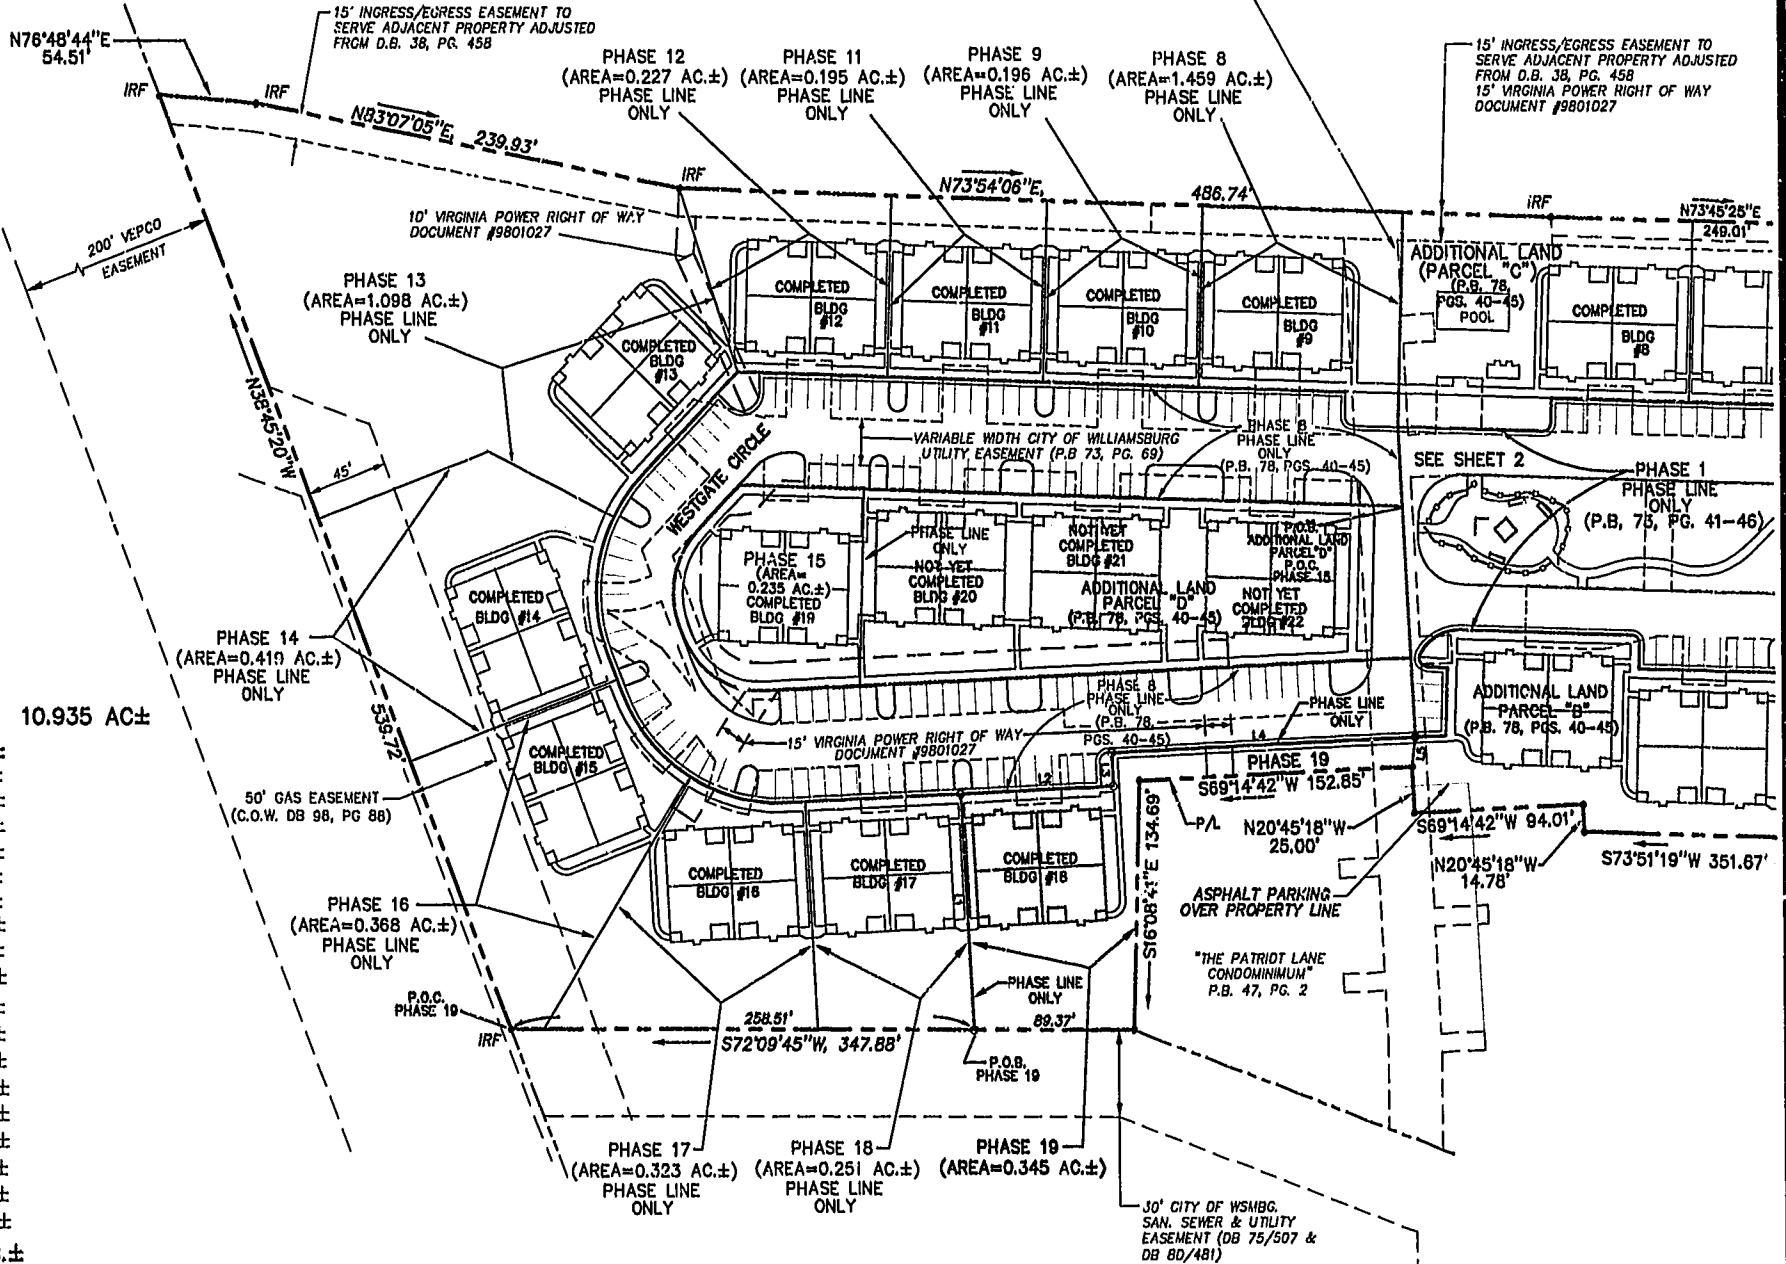 15' INGRESS/EGRESS EASEMENT TO
SERVE ADJACENT PROPERTY ADJUSTED
FROM D.B. 38, PG. 458
N76°48'44"E
54.51'
IRF
IRF
N83°07'05"E, 239.93'
PHASE 12
(AREA=0.227 AC.±)
PHASE LINE
ONLY
PHASE 11
(AREA=0.195 AC.±)
PHASE LINE
ONLY
PHASE 9
(AREA=0.196 AC.±)
PHASE LINE
ONLY
PHASE 8
(AREA=1.459 AC.±)
PHASE LINE
ONLY
15' INGRESS/EGRESS EASEMENT TO
SERVE ADJACENT PROPERTY ADJUSTED
FROM D.B. 38, PG. 458
15' VIRGINIA POWER RIGHT OF WAY
DOCUMENT #9801027
IRF
N73°54'06"E,
486.74'
IRF
N73°45'25"E
249.01'
10' VIRGINIA POWER RIGHT OF WAY
DOCUMENT #9801027
200' VEPCO
EASEMENT
PHASE 13
(AREA=1.098 AC.±)
PHASE LINE
ONLY
COMPLETED
BLDG
#13
COMPLETED
BLDG
#12
COMPLETED
BLDG
#11
COMPLETED
BLDG
#10
COMPLETED
BLDG
#9
ADDITIONAL LAND
(PARCEL "C")
(P.B. 78,
PGS. 40-45)
POOL
COMPLETED
BLDG
#8
N38°45'20"W
539.72'
45'
WESTGATE CIRCLE
VARIABLE WIDTH CITY OF WILLIAMSBURG
UTILITY EASEMENT (P.B 73, PG. 69)
PHASE 8
PHASE LINE
ONLY
(P.B. 78, PGS. 40-45)
SEE SHEET 2
PHASE 1
PHASE LINE
ONLY
(P.B, 73, PG. 41-46)
PHASE 15
(AREA=
0.235 AC.±)
COMPLETED
BLDG #19
PHASE LINE
ONLY
NOT YET
COMPLETED
BLDG #20
NOT YET
COMPLETED
BLDG #21
ADDITIONAL LAND
PARCEL "D"
(P.B. 78, PGS. 40-45)
P.O.B.
ADDITIONAL LAND
PARCEL "D"
P.O.C.
PHASE 15
NOT YET
COMPLETED
BLDG #22
COMPLETED
BLDG #14
PHASE 14
(AREA=0.419 AC.±)
PHASE LINE
ONLY
10.935 AC±
COMPLETED
BLDG #15
50' GAS EASEMENT
(C.O.W. DB 98, PG 88)
15' VIRGINIA POWER RIGHT OF WAY
DOCUMENT #9801027
PHASE 8
PHASE LINE
ONLY
(P.B. 78,
PGS. 40-45)
PHASE LINE
ONLY
ADDITIONAL LAND
PARCEL "B"
(P.B. 78, PGS. 40-45)
L2
L3
L4
L5
PHASE 19
S69°14'42"W 152.85'
P/L
N20°45'18"W
25.00'
S69°14'42"W 94.01'
N20°45'18"W
14.78'
S73°51'19"W 351.67'
COMPLETED
BLDG #16
COMPLETED
BLDG #17
COMPLETED
BLDG #18
L1
S16°08'41"E 134.69'
ASPHALT PARKING
OVER PROPERTY LINE
"THE PATRIOT LANE
CONDOMINIMUM"
P.B. 47, PG. 2
PHASE 16
(AREA=0.368 AC.±)
PHASE LINE
ONLY
P.O.C.
PHASE 19
IRF
PHASE LINE
ONLY
258.51'
89.37'
S72°09'45"W, 347.88'
P.O.B.
PHASE 19
PHASE 17
(AREA=0.323 AC.±)
PHASE LINE
ONLY
PHASE 18
(AREA=0.251 AC.±)
PHASE LINE
ONLY
PHASE 19
(AREA=0.345 AC.±)
30' CITY OF WSMBG.
SAN. SEWER & UTILITY
EASEMENT (DB 75/507 &
DB 80/481)